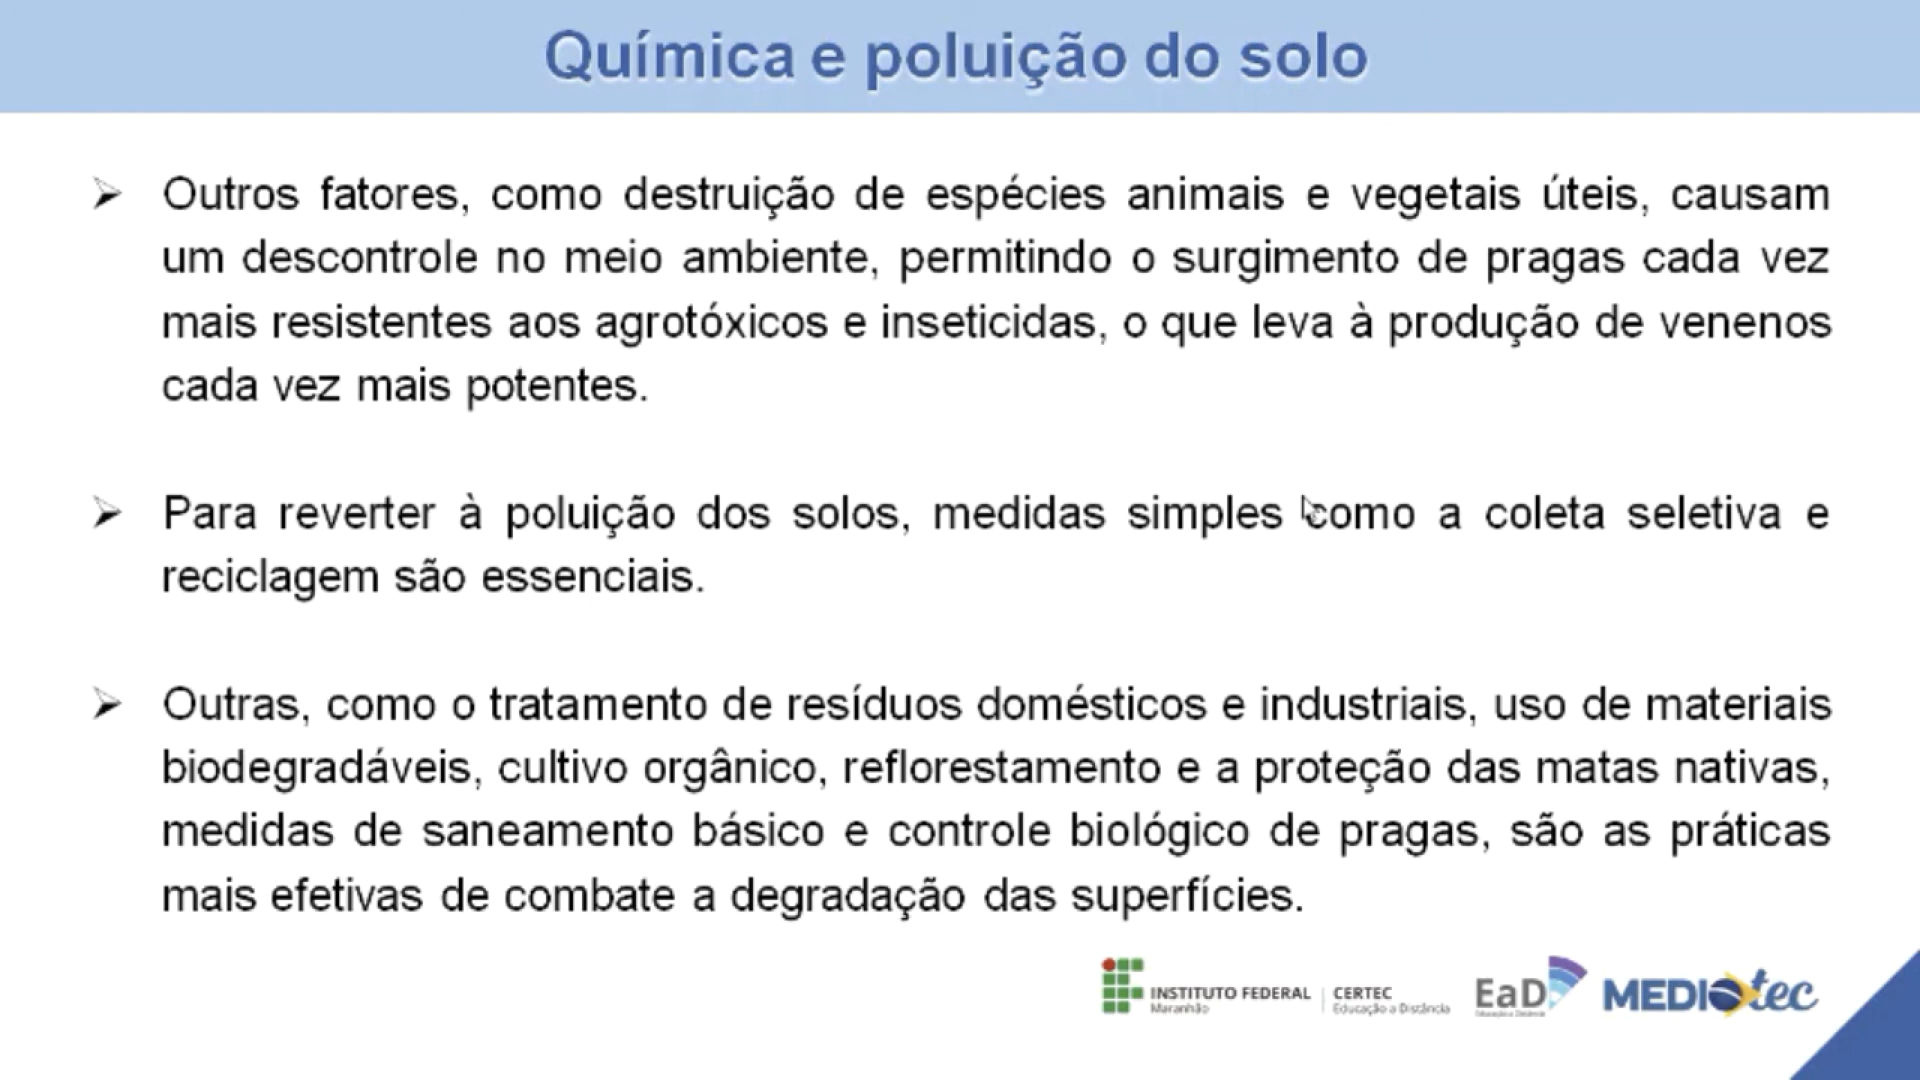 Química e poluição do solo
Outros fatores, como destruição de espécies animais e vegetais úteis, causam
um descontrole no meio ambiente, permitindo o surgimento de pragas cada vez
mais resistentes aos agrotóxicos e inseticidas, o que leva à produção de venenos
cada vez mais potentes.
Para reverter à poluição dos solos, medidas simples como a coleta seletiva e
reciclagem são essenciais.
Outras, como o tratamento de resíduos domésticos e industriais, uso de materiais
biodegradáveis, cultivo orgânico, reflorestamento e a proteção das matas nativas,
medidas de saneamento básico e controle biológico de pragas, são as práticas
mais efetivas de combate a degradação das superfícies.
INSTITUTO FEDERAL
Maranhão
CERTEC
Educação a Distância
EaD
Educação a Distância
MEDIOtec